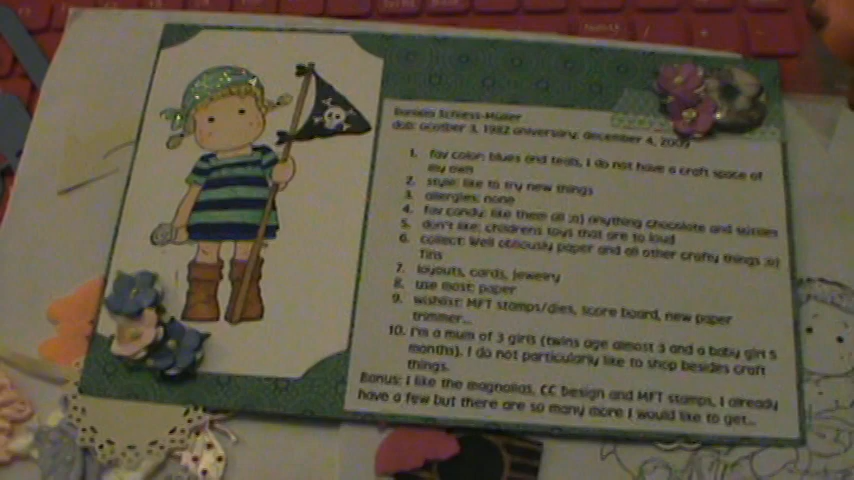 Schiess-Müller
dob: october 3, 1982 aniversary: december 4, 2009
1. fav color: blues and teals, I do not have a craft space of
my own
2. style: like to try new things
3. allergies: none
4. fav candy: like them all ;o) anything chocolate and
5. don't like: childrens toys that are to loud
6. collect: Well obliously paper and all other crafty things ;o)
Tins
7. layouts, cards, jewelry
8. use most: paper
9. wishlist: MFT stamps/dies, score board, new paper
trimmer...
10. I'm a mum of 3 girls (twins age almost 3 and a baby girl 5
months). I do not particularly like to shop besides craft
things.
Bonus: I like the magnolias, CC Design and MFT stamps, I already
have a few but there are so many more I would like to get...